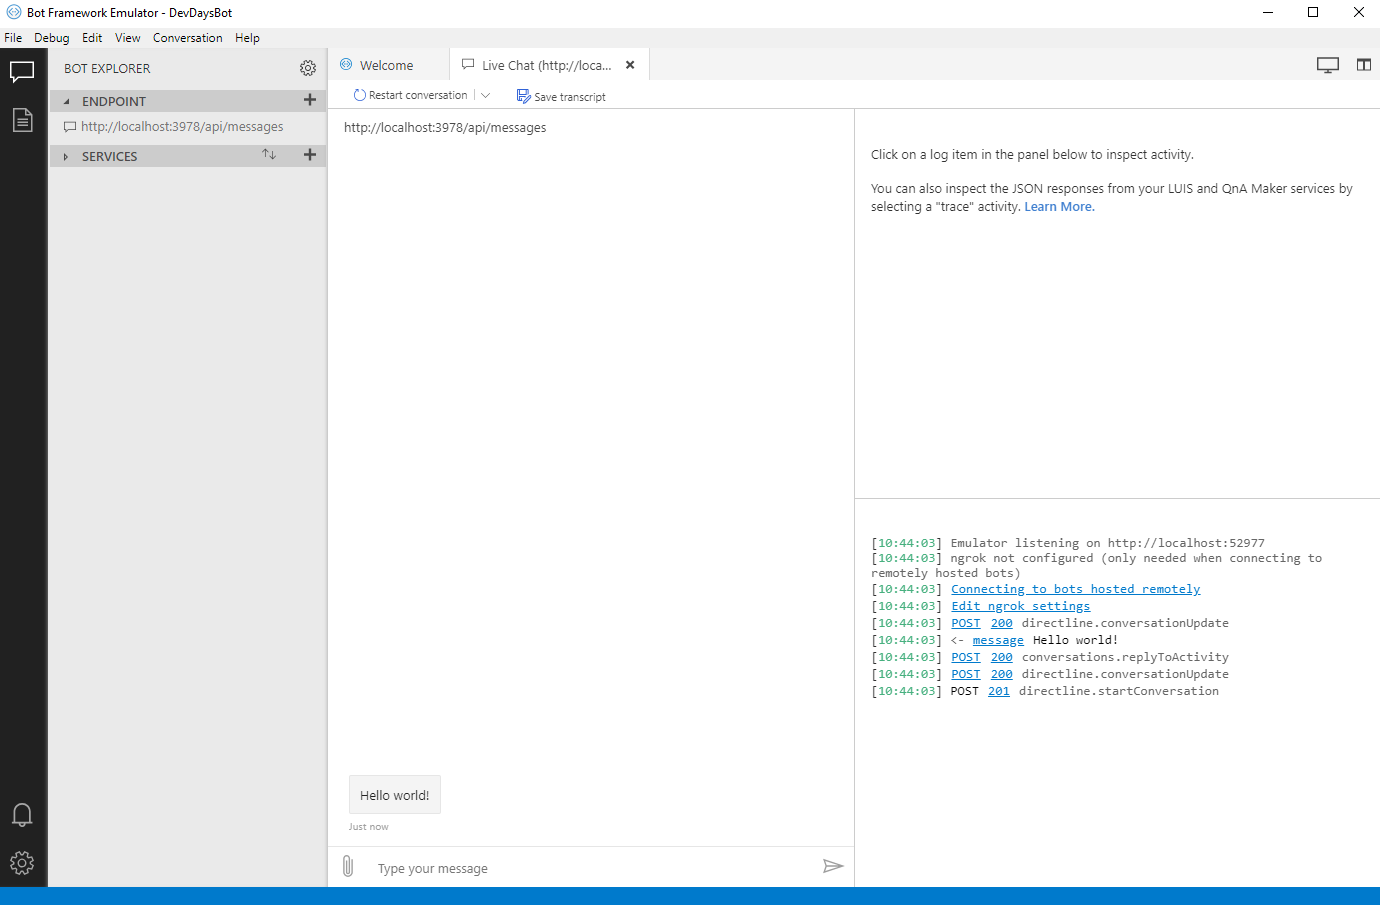 Bot Framework Emulator - DevDaysBot
File Debug Edit View Conversation Help
BOT EXPLORER
ENDPOINT
http://localhost:3978/api/messages
SERVICES
Welcome
Live Chat (http://loca...
Restart conversation
Save transcript
http://localhost:3978/api/messages
Hello world!
Just now
Type your message
Click on a log item in the panel below to inspect activity.
You can also inspect the JSON responses from your LUIS and QnA Maker services by
selecting a "trace" activity. Learn More.
[10:44:03] Emulator listening on http://localhost:52977
[10:44:03] ngrok not configured (only needed when connecting to
remotely hosted bots)
[10:44:03] Connecting to bots hosted remotely
[10:44:03] Edit ngrok settings
[10:44:03] POST 200 directline.conversationUpdate
[10:44:03] <- message Hello world!
[10:44:03] POST 200 conversations.replyToActivity
[10:44:03] POST 200 directline.conversationUpdate
[10:44:03] POST 201 directline.startConversation